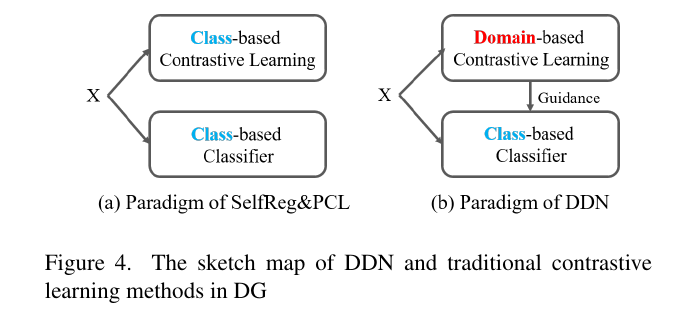 Class-based
Contrastive Learning
X
Class-based
Classifier
(a) Paradigm of SelfReg&PCL
Domain-based
Contrastive Learning
X
Guidance
Class-based
Classifier
(b) Paradigm of DDN
Figure 4. The sketch map of DDN and traditional contrastive
learning methods in DG